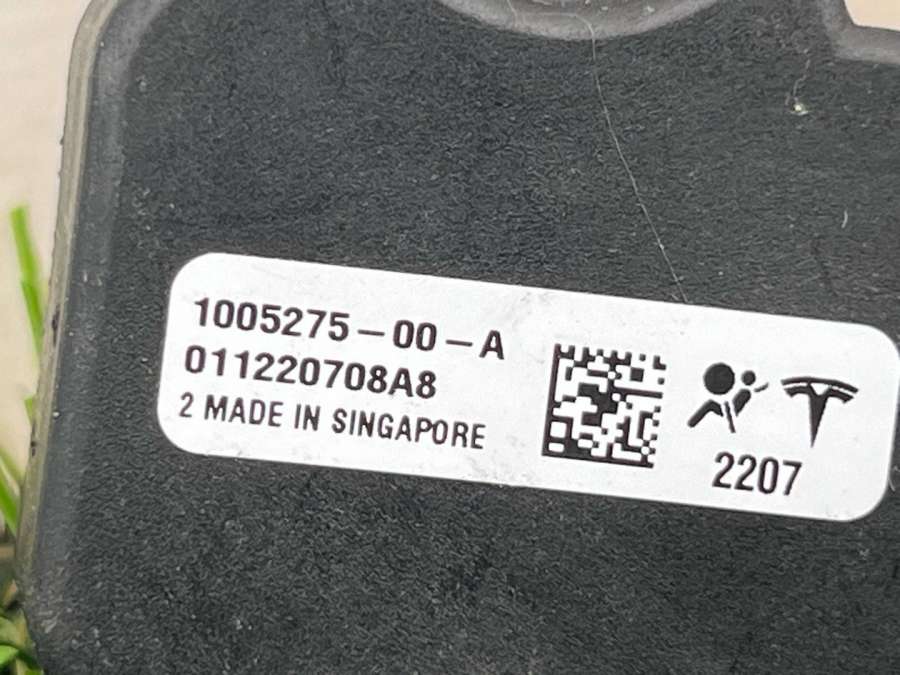 1005275-00-A
011220708A8
2 MADE IN SINGAPORE
2207